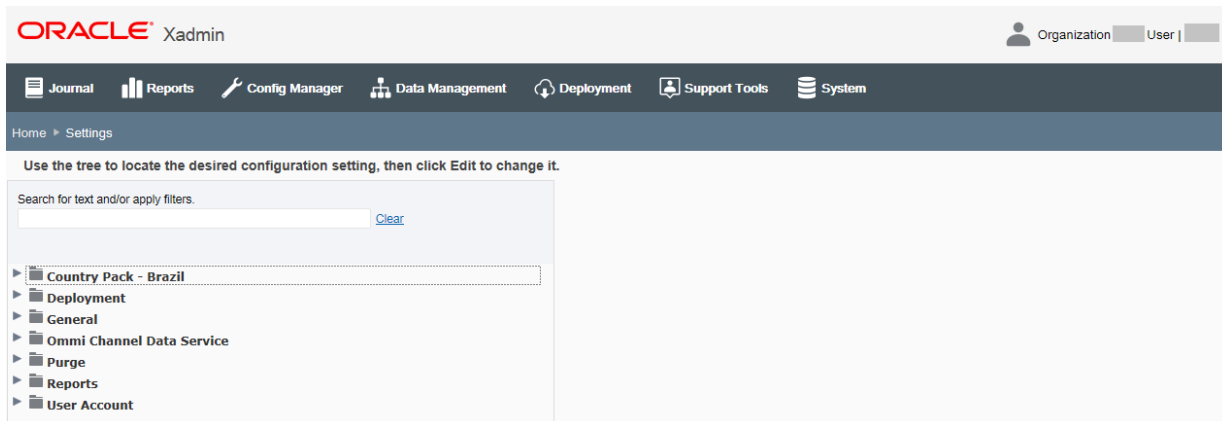 ORACLE® Xadmin
Organization User |
Journal Reports Config Manager Data Management Deployment Support Tools System
Home Settings
Use the tree to locate the desired configuration setting, then click Edit to change it.
Search for text and/or apply filters.
Clear
Country Pack - Brazil
Deployment
General
Ommi Channel Data Service
Purge
Reports
User Account